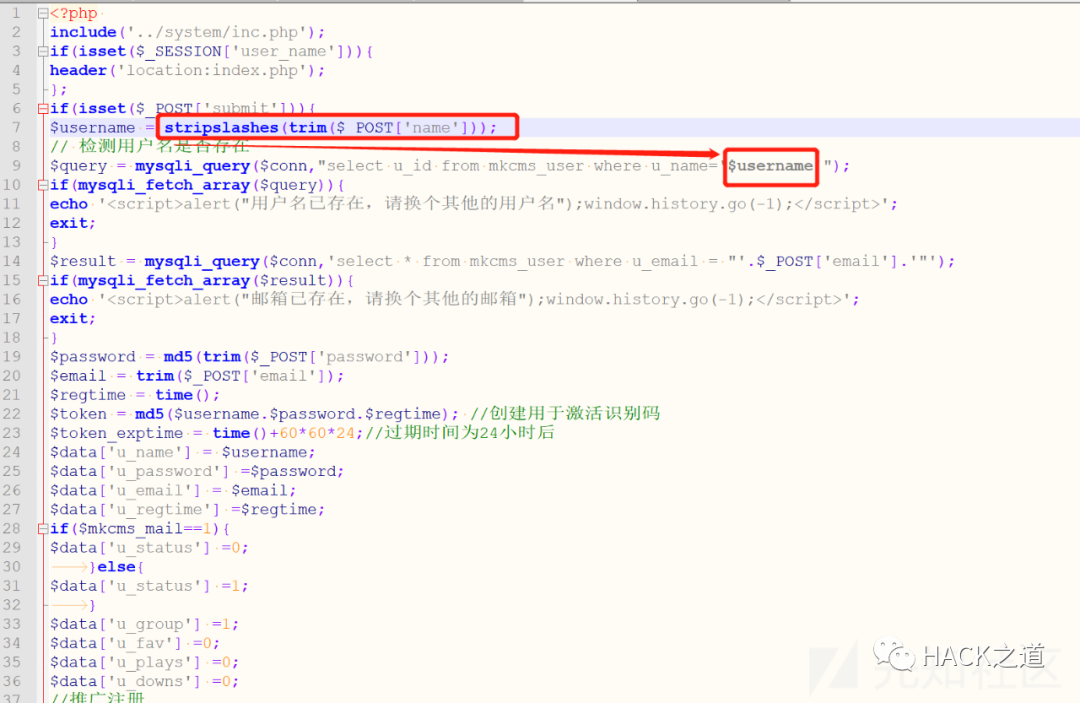 1 <?php
2 include('../system/inc.php');
3 if(isset($_SESSION['user_name'])){
4 header('location:index.php');
5 };
6 if(isset($_POST['submit'])){
7 $username = stripslashes(trim($_POST['name']));
8 // 检测用户名是否存在
9 $query = mysqli_query($conn,"select u_id from mkcms_user where u_name='$username'");
10 if(mysqli_fetch_array($query)){
11 echo '<script>alert("用户名已存在，请换个其他的用户名");window.history.go(-1);</script>';
12 exit;
13 }
14 $result = mysqli_query($conn,'select * from mkcms_user where u_email = "'.$_POST['email'].'"');
15 if(mysqli_fetch_array($result)){
16 echo '<script>alert("邮箱已存在，请换个其他的邮箱");window.history.go(-1);</script>';
17 exit;
18 }
19 $password = md5(trim($_POST['password']));
20 $email = trim($_POST['email']);
21 $regtime = time();
22 $token = md5($username.$password.$regtime); //创建用于激活识别码
23 $token_exptime = time()+60*60*24;//过期时间为24小时后
24 $data['u_name'] = $username;
25 $data['u_password'] =$password;
26 $data['u_email'] = $email;
27 $data['u_regtime'] =$regtime;
28 if($mkcms_mail==1){
29 $data['u_status'] =0;
30 }else{
31 $data['u_status'] =1;
32 }
33 $data['u_group'] =1;
34 $data['u_fav'] =0;
35 $data['u_plays'] =0;
36 $data['u_downs'] =0;
37 //推广注册
HACK之道
先知社区